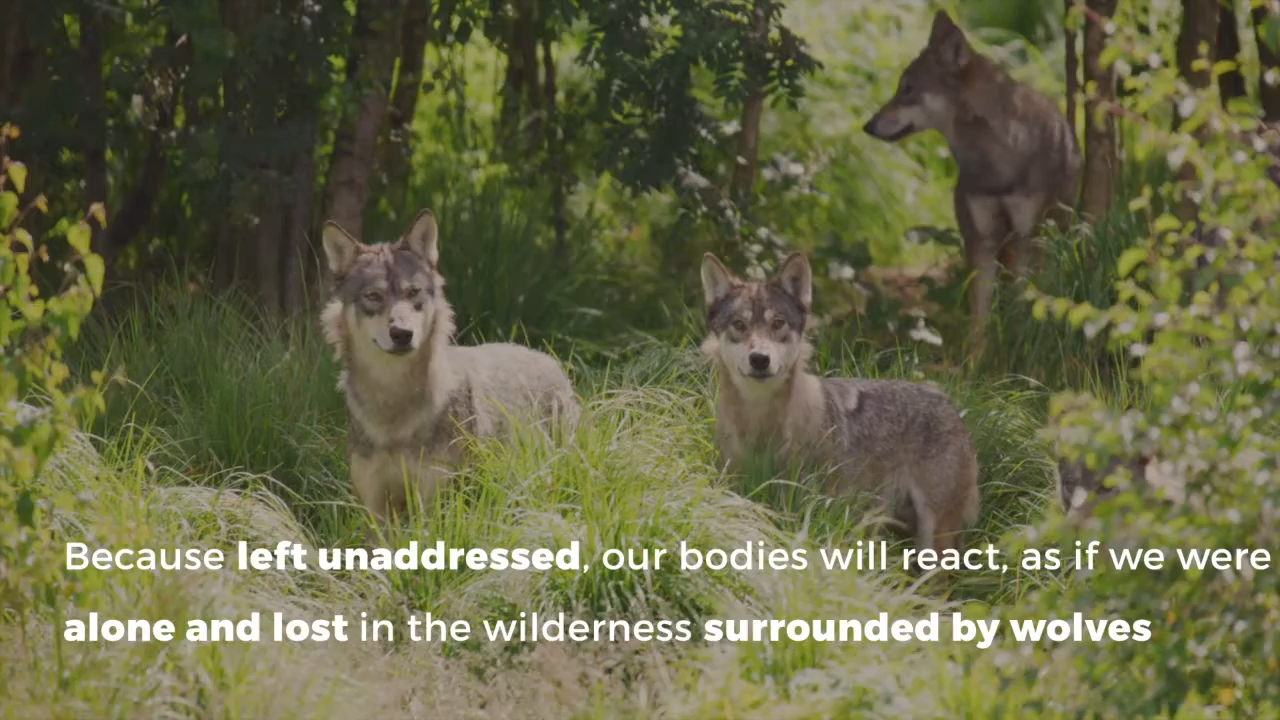 Because left unaddressed, our bodies will react, as if we were
alone and lost in the wilderness surrounded by wolves